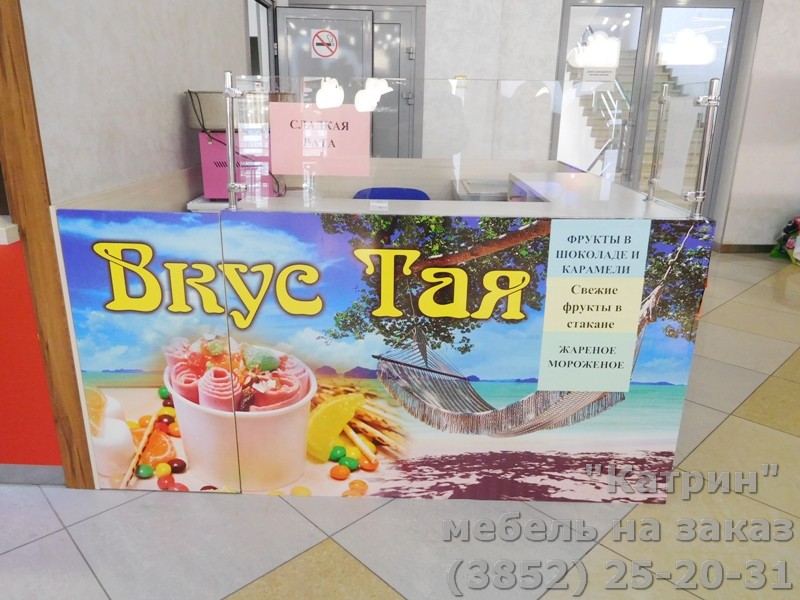 СЛАДКАЯ
ВАТА
Вкус Тая
ФРУКТЫ В
ШОКОЛАДЕ И
КАРАМЕЛИ
Свежие
фрукты в
стакане
ЖАРЕНОЕ
МОРОЖЕНОЕ
"Катрин"
мебель на заказ
(3852) 25-20-31